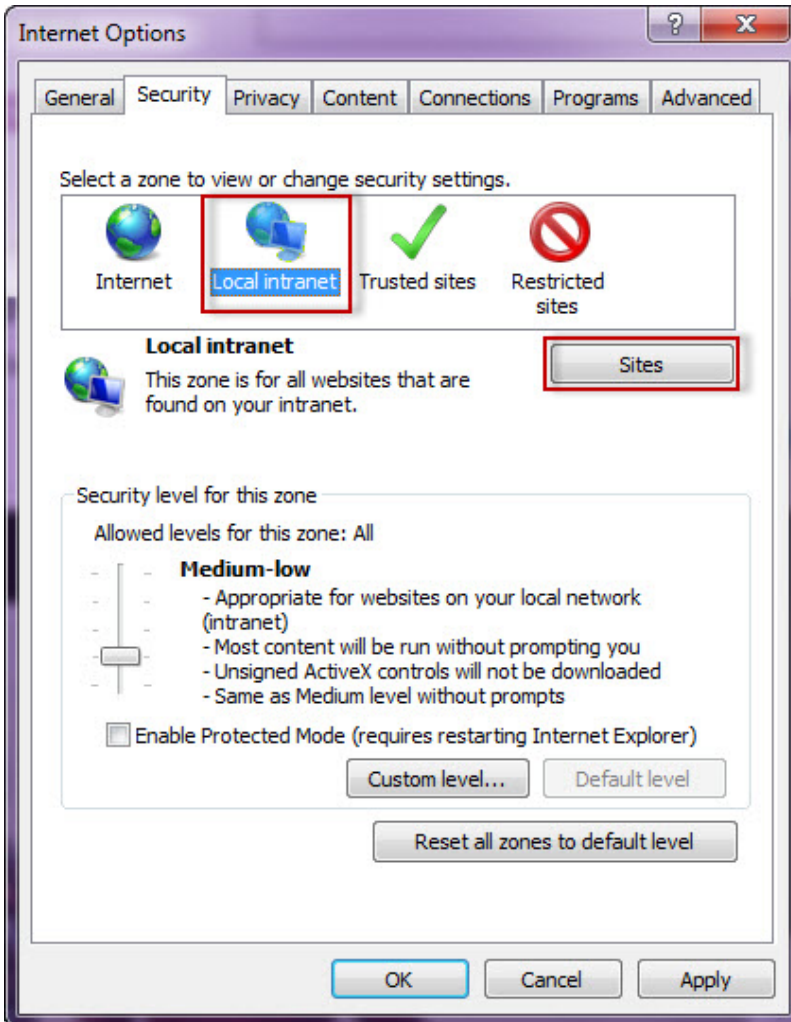 Internet Options
?
X
General Security Privacy Content Connections Programs Advanced
Select a zone to view or change security settings.
Internet Local intranet Trusted sites Restricted
sites
Local intranet
Sites
This zone is for all websites that are
found on your intranet.
Security level for this zone
Allowed levels for this zone: All
Medium-low
- Appropriate for websites on your local network
(intranet)
- Most content will be run without prompting you
- Unsigned ActiveX controls will not be downloaded
- Same as Medium level without prompts
Enable Protected Mode (requires restarting Internet Explorer)
Custom level... Default level
Reset all zones to default level
OK Cancel Apply